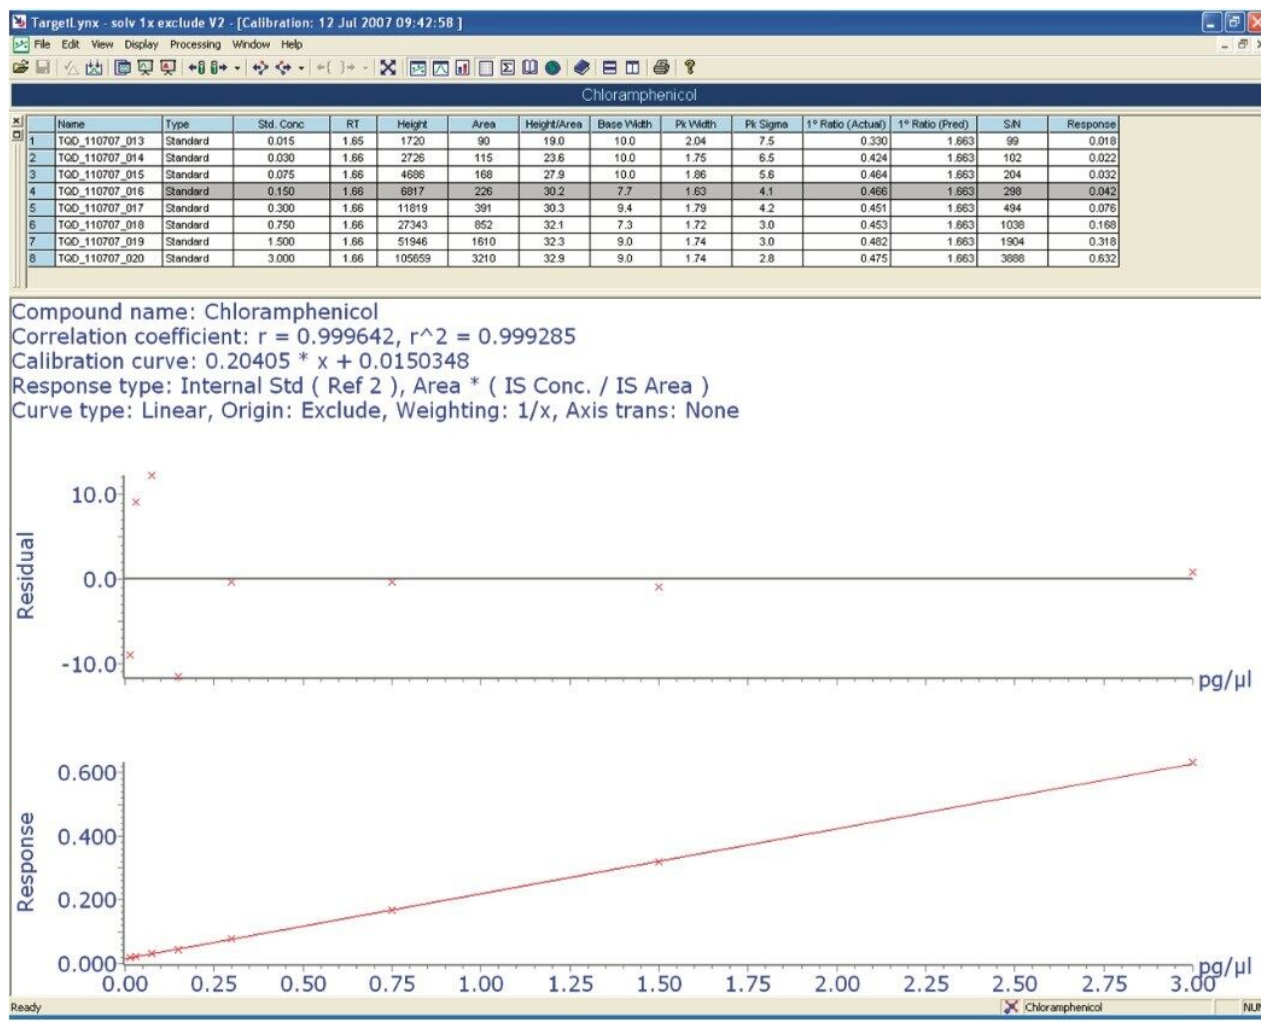 TargetLynx - solv 1x exclude V2 - [Calibration: 12 Jul 2007 09:42:58 ]
File Edit View Display Processing Window Help
Chloramphenicol
Name Type Std. Conc RT Height Area Height/Area Base Width Pk Width Pk Sigma 1° Ratio (Actual) 1° Ratio (Pred) S/N Response
1 TQD_110707_013 Standard 0.015 1.65 1720 90 19.0 10.0 2.04 7.5 0.330 1.663 99 0.018
2 TQD_110707_014 Standard 0.030 1.66 2726 115 23.6 10.0 1.75 6.5 0.424 1.663 102 0.022
3 TQD_110707_015 Standard 0.075 1.66 4686 168 27.9 10.0 1.86 5.6 0.464 1.663 204 0.032
4 TQD_110707_016 Standard 0.150 1.66 6817 226 30.2 7.7 1.63 4.1 0.466 1.663 298 0.042
5 TQD_110707_017 Standard 0.300 1.66 11819 391 30.3 9.4 1.79 4.2 0.451 1.663 494 0.076
6 TQD_110707_018 Standard 0.750 1.66 27343 852 32.1 7.3 1.72 3.0 0.453 1.663 1038 0.168
7 TQD_110707_019 Standard 1.500 1.66 51946 1610 32.3 9.0 1.74 3.0 0.482 1.663 1904 0.318
8 TQD_110707_020 Standard 3.000 1.66 105659 3210 32.9 9.0 1.74 2.8 0.475 1.663 3888 0.632
Compound name: Chloramphenicol
Correlation coefficient: r = 0.999642, r^2 = 0.999285
Calibration curve: 0.20405 * x + 0.0150348
Response type: Internal Std ( Ref 2 ), Area * ( IS Conc. / IS Area )
Curve type: Linear, Origin: Exclude, Weighting: 1/x, Axis trans: None
10.0
Residual
0.0
-10.0
pg/µl
0.600
0.400
Response
0.200
0.000
pg/µl
0.00 0.25 0.50 0.75 1.00 1.25 1.50 1.75 2.00 2.25 2.50 2.75 3.00
Ready Chloramphenicol NUM